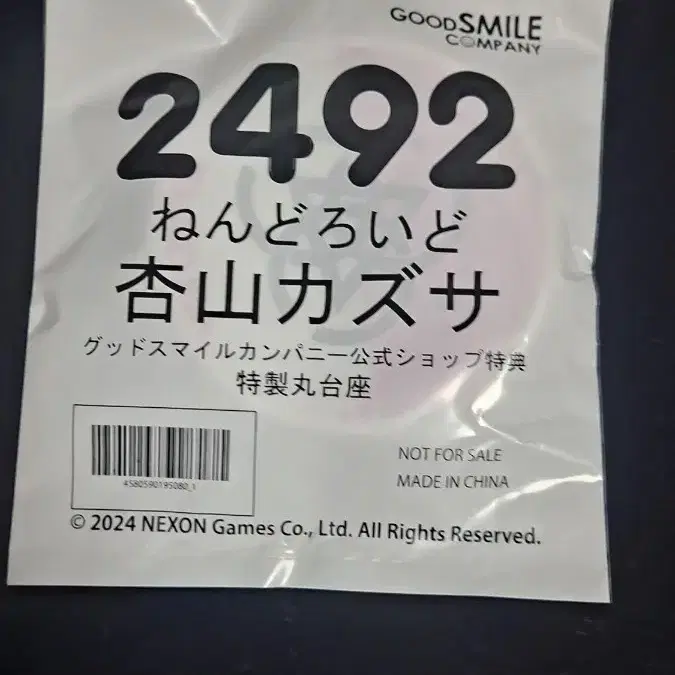 GOODSMILE
COMPANY
2492
ねんどろいど
杏山カズサ
グッドスマイルカンパニー公式ショップ特典
特製丸台座
4580590195080_1
NOT FOR SALE
MADE IN CHINA
© 2024 NEXON Games Co., Ltd. All Rights Reserved.